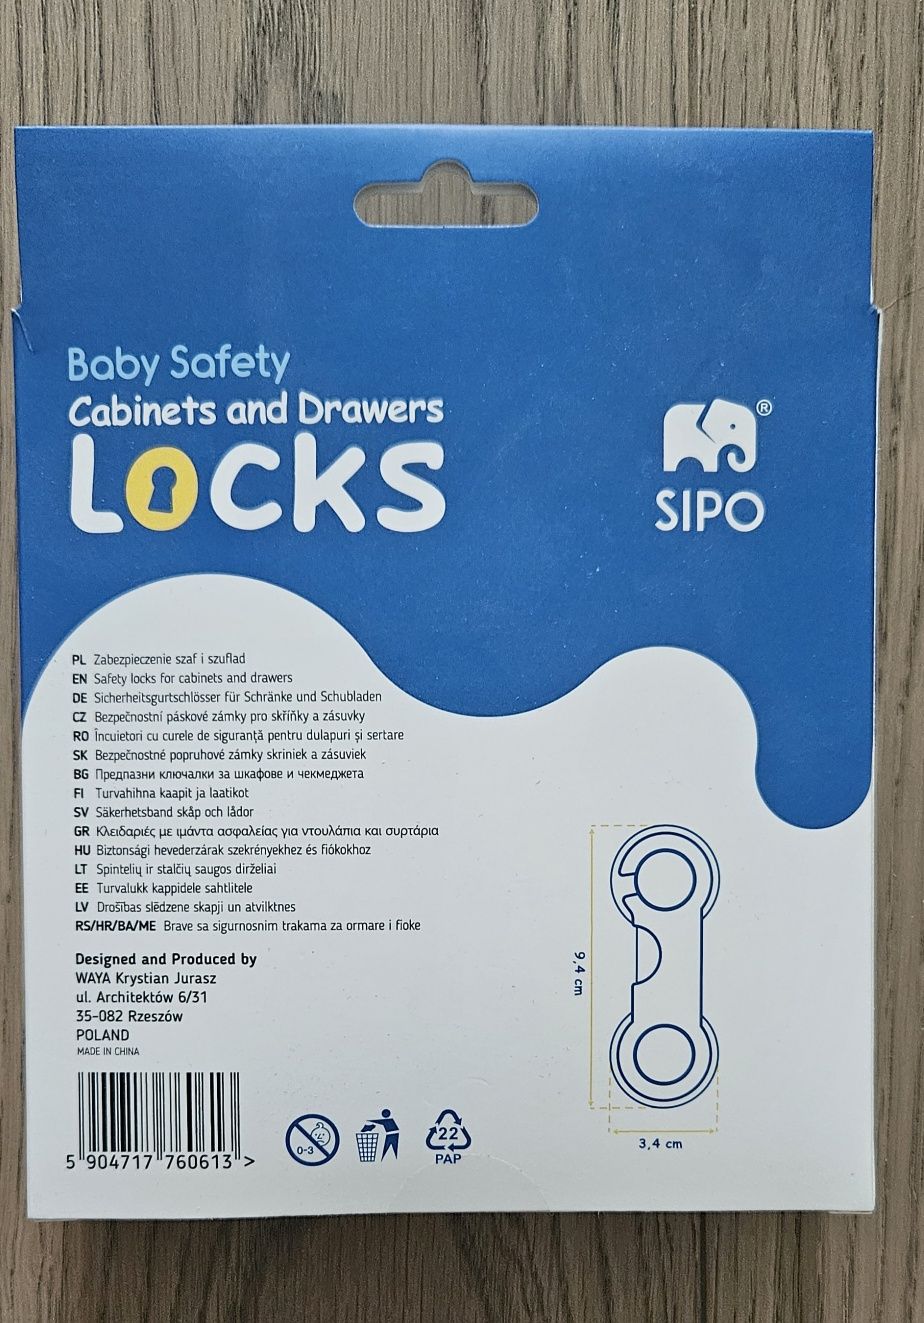 Baby Safety
Cabinets and Drawers
LOCKS
®
SIPO
PL Zabezpieczenie szaf i szuflad
EN Safety locks for cabinets and drawers
DE Sicherheitsgurtschlösser für Schränke und Schubladen
CZ Bezpečnostní páskové zámky pro skříňky a zásuvky
RO Încuietori cu curele de siguranță pentru dulapuri și sertare
SK Bezpečnostné popruhové zámky skriniek a zásuviek
BG Предпазни ключалки за шкафове и чекмеджета
FI Turvahihna kaapit ja laatikot
SV Säkerhetsband skåp och lådor
GR Κλειδαριές με ιμάντα ασφαλείας για ντουλάπια και συρτάρια
HU Biztonsági hevederzárak szekrényekhez és fiókokhoz
LT Spintelių ir stalčių saugos dirželiai
EE Turvalukk kappidele sahtlitele
LV Drošības slēdzene skapji un atvilktnes
RS/HR/BA/ME Brave sa sigurnosnim trakama za ormare i fioke
Designed and Produced by
WAYA Krystian Jurasz
ul. Architektów 6/31
35-082 Rzeszów
POLAND
MADE IN CHINA
5 904717 760613 >
0-3
22
PAP
9,4 cm
3,4 cm